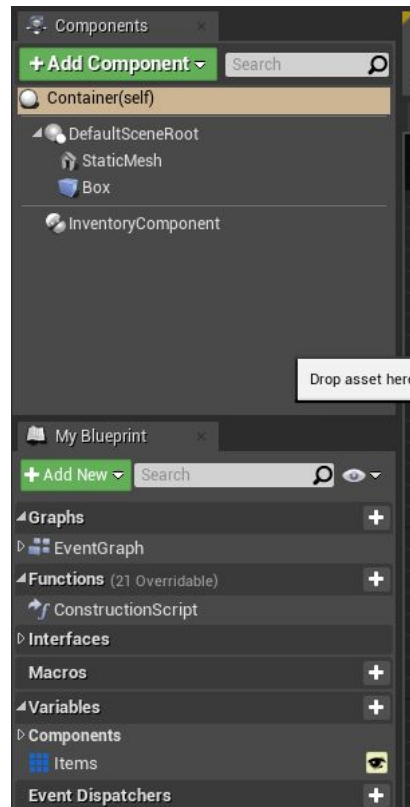 Components
+ Add Component
Search
Container(self)
DefaultSceneRoot
StaticMesh
Box
InventoryComponent
Drop asset here
My Blueprint
+ Add New
Search
Graphs
EventGraph
Functions (21 Overridable)
ConstructionScript
Interfaces
Macros
Variables
Components
Items
Event Dispatchers